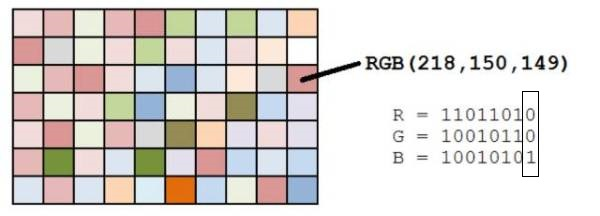 RGB(218,150,149)
R = 11011010
G = 10010110
B = 10010101